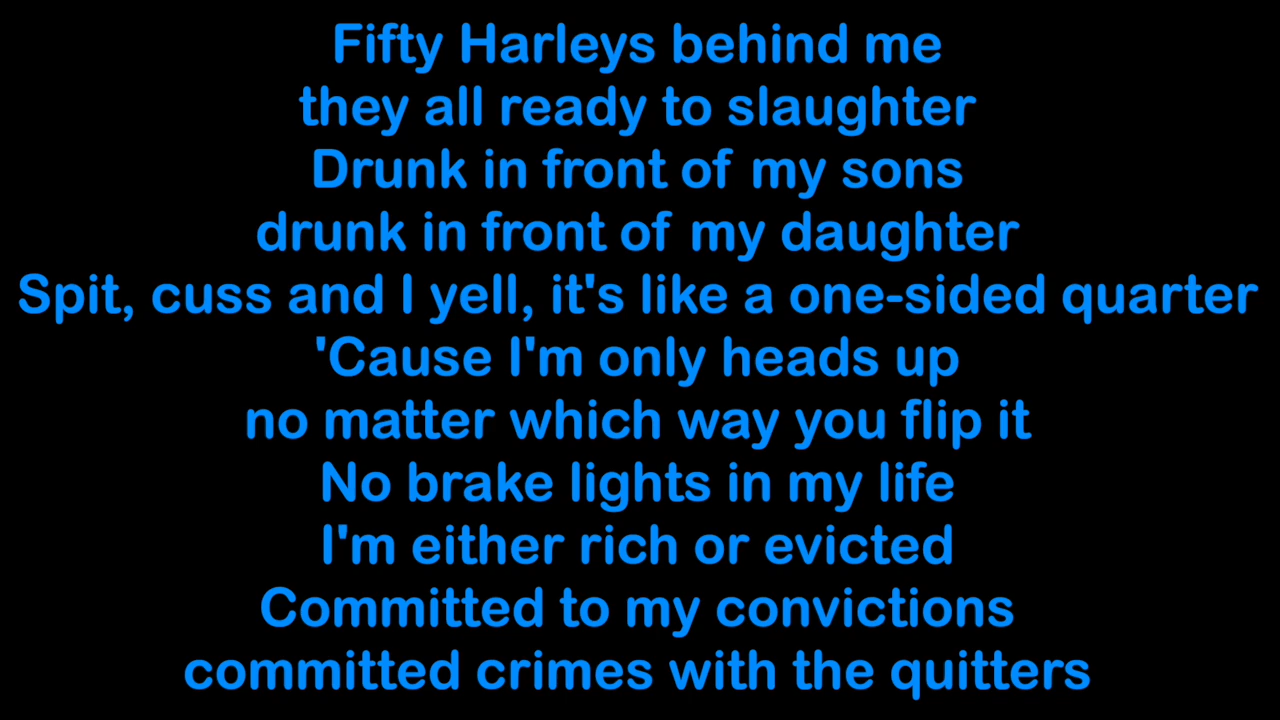 Fifty Harleys behind me
they all ready to slaughter
Drunk in front of my sons
drunk in front of my daughter
Spit, cuss and I yell, it's like a one-sided quarter
'Cause I'm only heads up
no matter which way you flip it
No brake lights in my life
I'm either rich or evicted
Committed to my convictions
committed crimes with the quitters